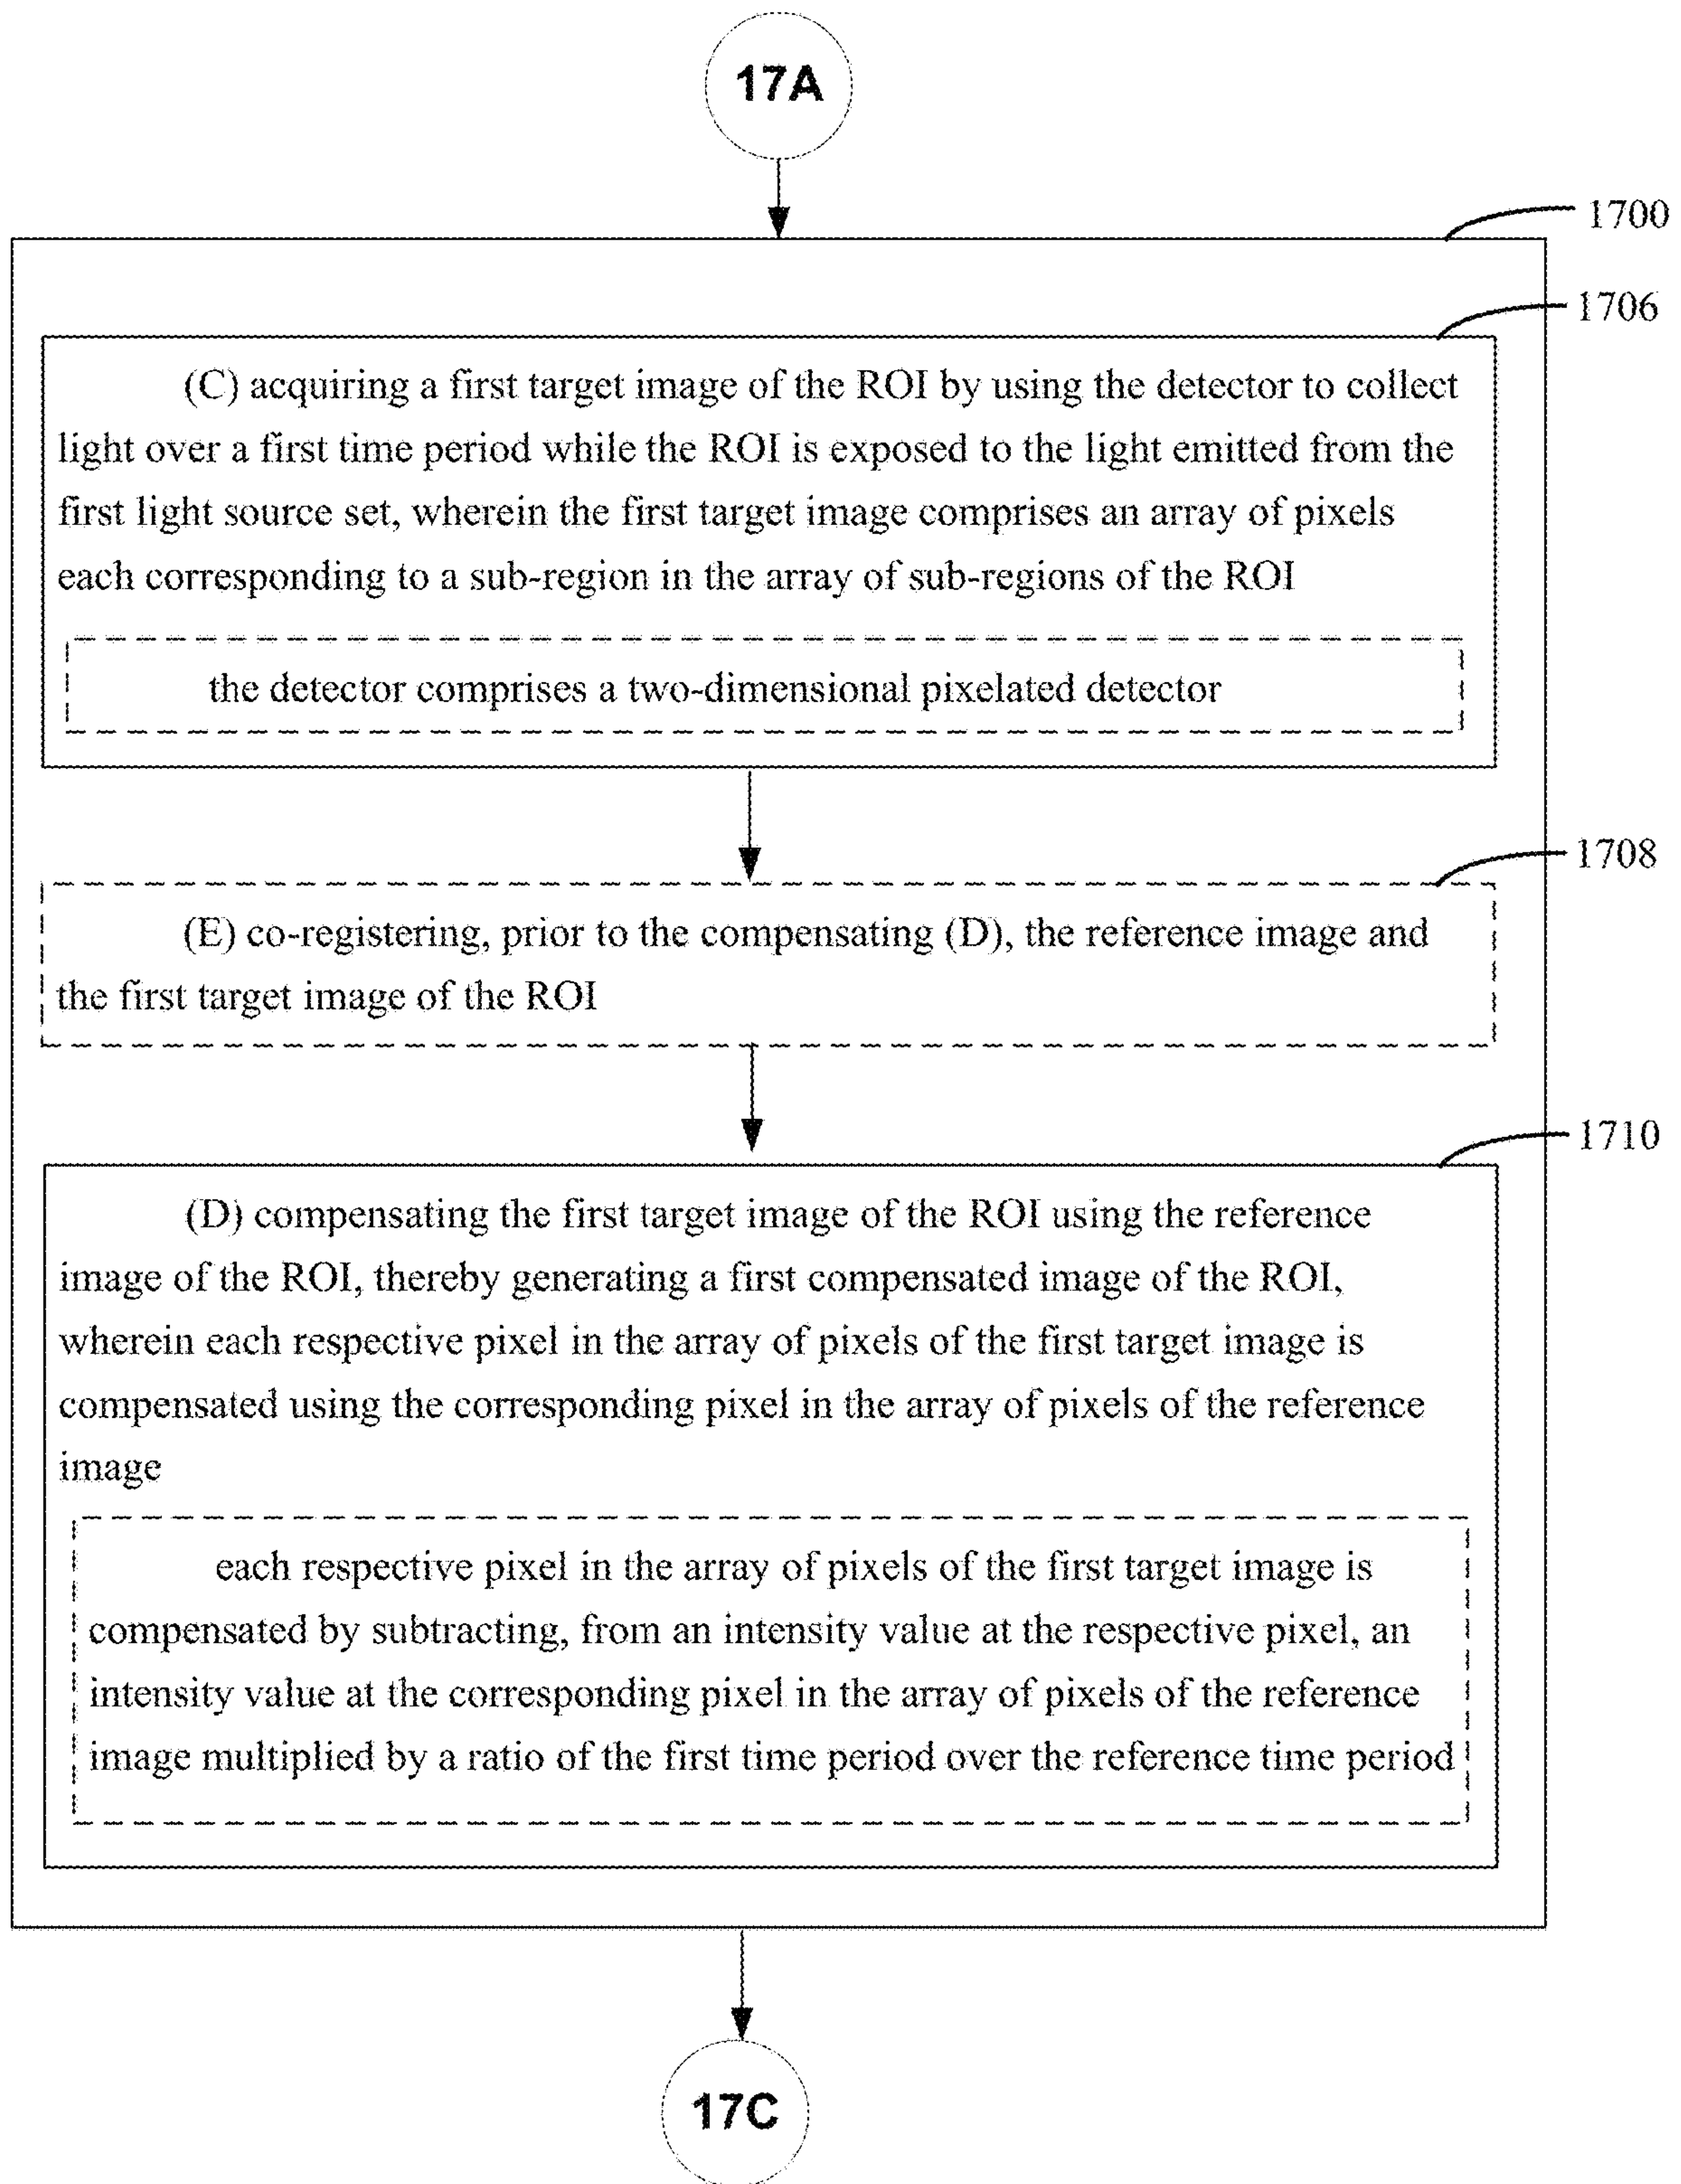 17A
1700
1706
(C) acquiring a first target image of the ROI by using the detector to collect
light over a first time period while the ROI is exposed to the light emitted from the
first light source set, wherein the first target image comprises an array of pixels
each corresponding to a sub-region in the array of sub-regions of the ROI
the detector comprises a two-dimensional pixelated detector
1708
(E) co-registering, prior to the compensating (D), the reference image and
the first target image of the ROI
1710
(D) compensating the first target image of the ROI using the reference
image of the ROI, thereby generating a first compensated image of the ROI,
wherein each respective pixel in the array of pixels of the first target image is
compensated using the corresponding pixel in the array of pixels of the reference
image
each respective pixel in the array of pixels of the first target image is
compensated by subtracting, from an intensity value at the respective pixel, an
intensity value at the corresponding pixel in the array of pixels of the reference
image multiplied by a ratio of the first time period over the reference time period
17C